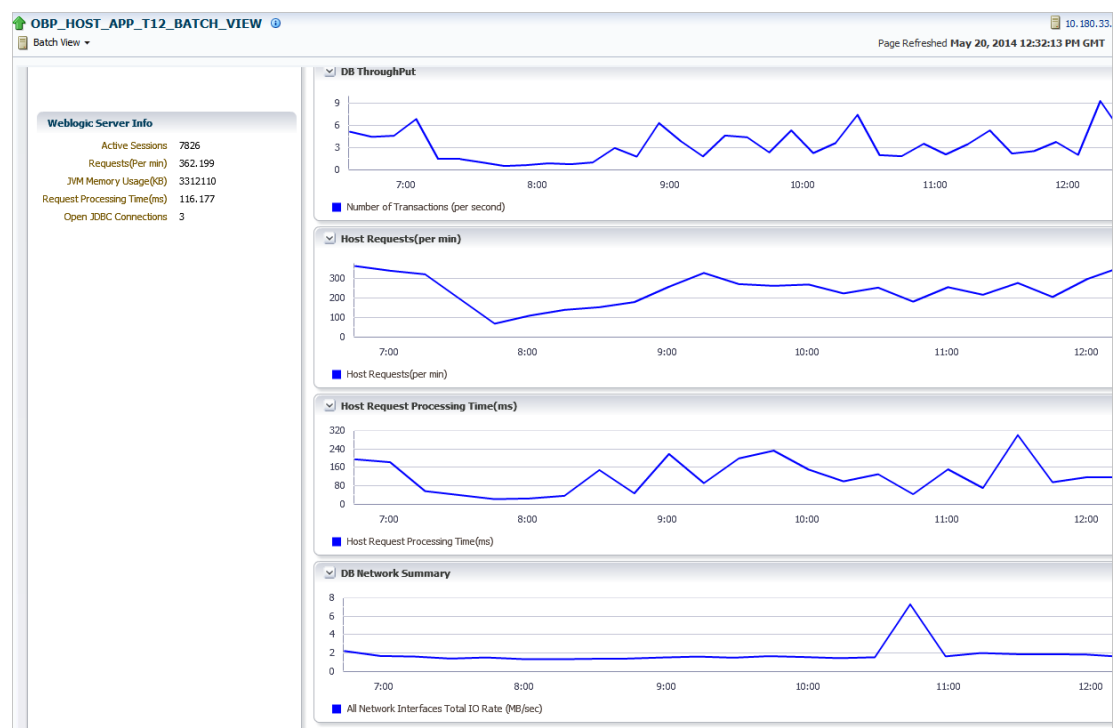 OBP_HOST_APP_T12_BATCH_VIEW
10.180.33.
Batch View
Page Refreshed May 20, 2014 12:32:13 PM GMT
Weblogic Server Info
Active Sessions 7826
Requests(Per min) 362.199
JVM Memory Usage(KB) 3312110
Request Processing Time(ms) 116.177
Open JDBC Connections 3
DB ThroughPut
9
6
3
0
7:00 8:00 9:00 10:00 11:00 12:00
Number of Transactions (per second)
Host Requests(per min)
300
200
100
0
7:00 8:00 9:00 10:00 11:00 12:00
Host Requests(per min)
Host Request Processing Time(ms)
320
240
160
80
0
7:00 8:00 9:00 10:00 11:00 12:00
Host Request Processing Time(ms)
DB Network Summary
8
6
4
2
0
7:00 8:00 9:00 10:00 11:00 12:00
All Network Interfaces Total IO Rate (MB/sec)